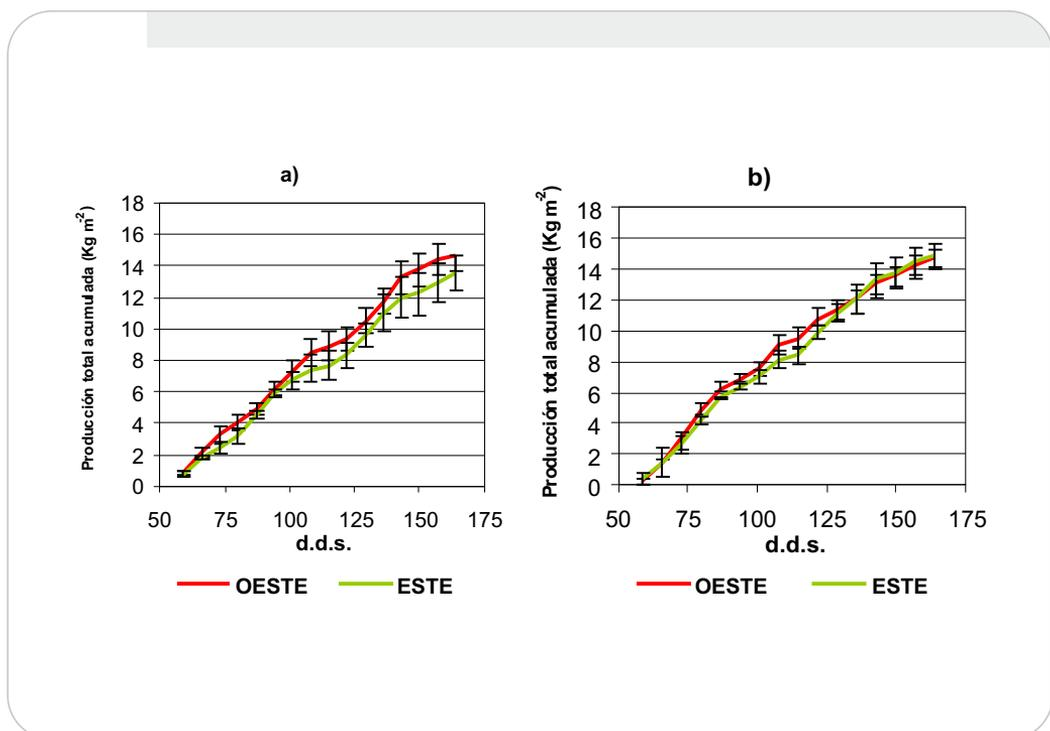 a)
Producción total acumulada (Kg m-2)
18
16
14
12
10
8
6
4
2
0
50 75 100 125 150 175
d.d.s.
OESTE ESTE
b)
Producción total acumulada (Kg m-2)
18
16
14
12
10
8
6
4
2
0
50 75 100 125 150 175
d.d.s.
OESTE ESTE